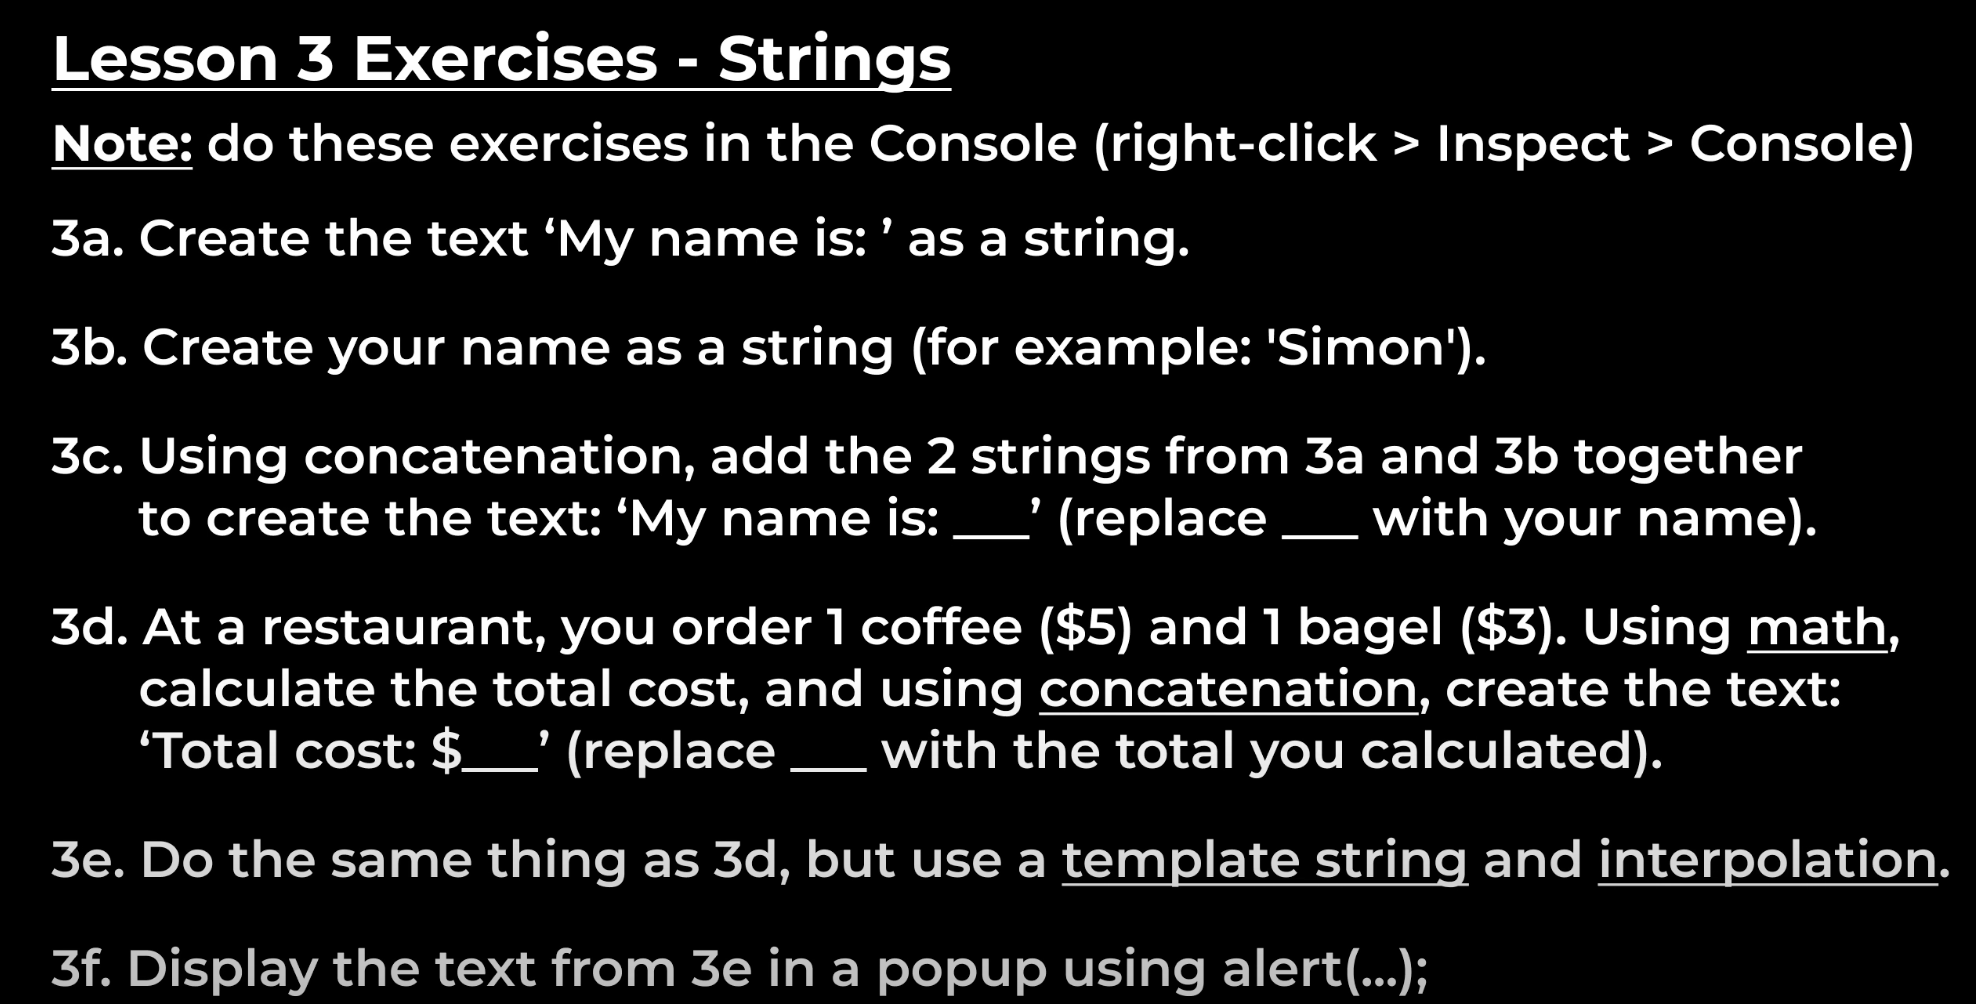 Lesson 3 Exercises - Strings
Note: do these exercises in the Console (right-click > Inspect > Console)
3a. Create the text ‘My name is: ’ as a string.
3b. Create your name as a string (for example: 'Simon').
3c. Using concatenation, add the 2 strings from 3a and 3b together
to create the text: ‘My name is: ___’ (replace ___ with your name).
3d. At a restaurant, you order 1 coffee ($5) and 1 bagel ($3). Using math,
calculate the total cost, and using concatenation, create the text:
‘Total cost: $___’ (replace ___ with the total you calculated).
3e. Do the same thing as 3d, but use a template string and interpolation.
3f. Display the text from 3e in a popup using alert(...);